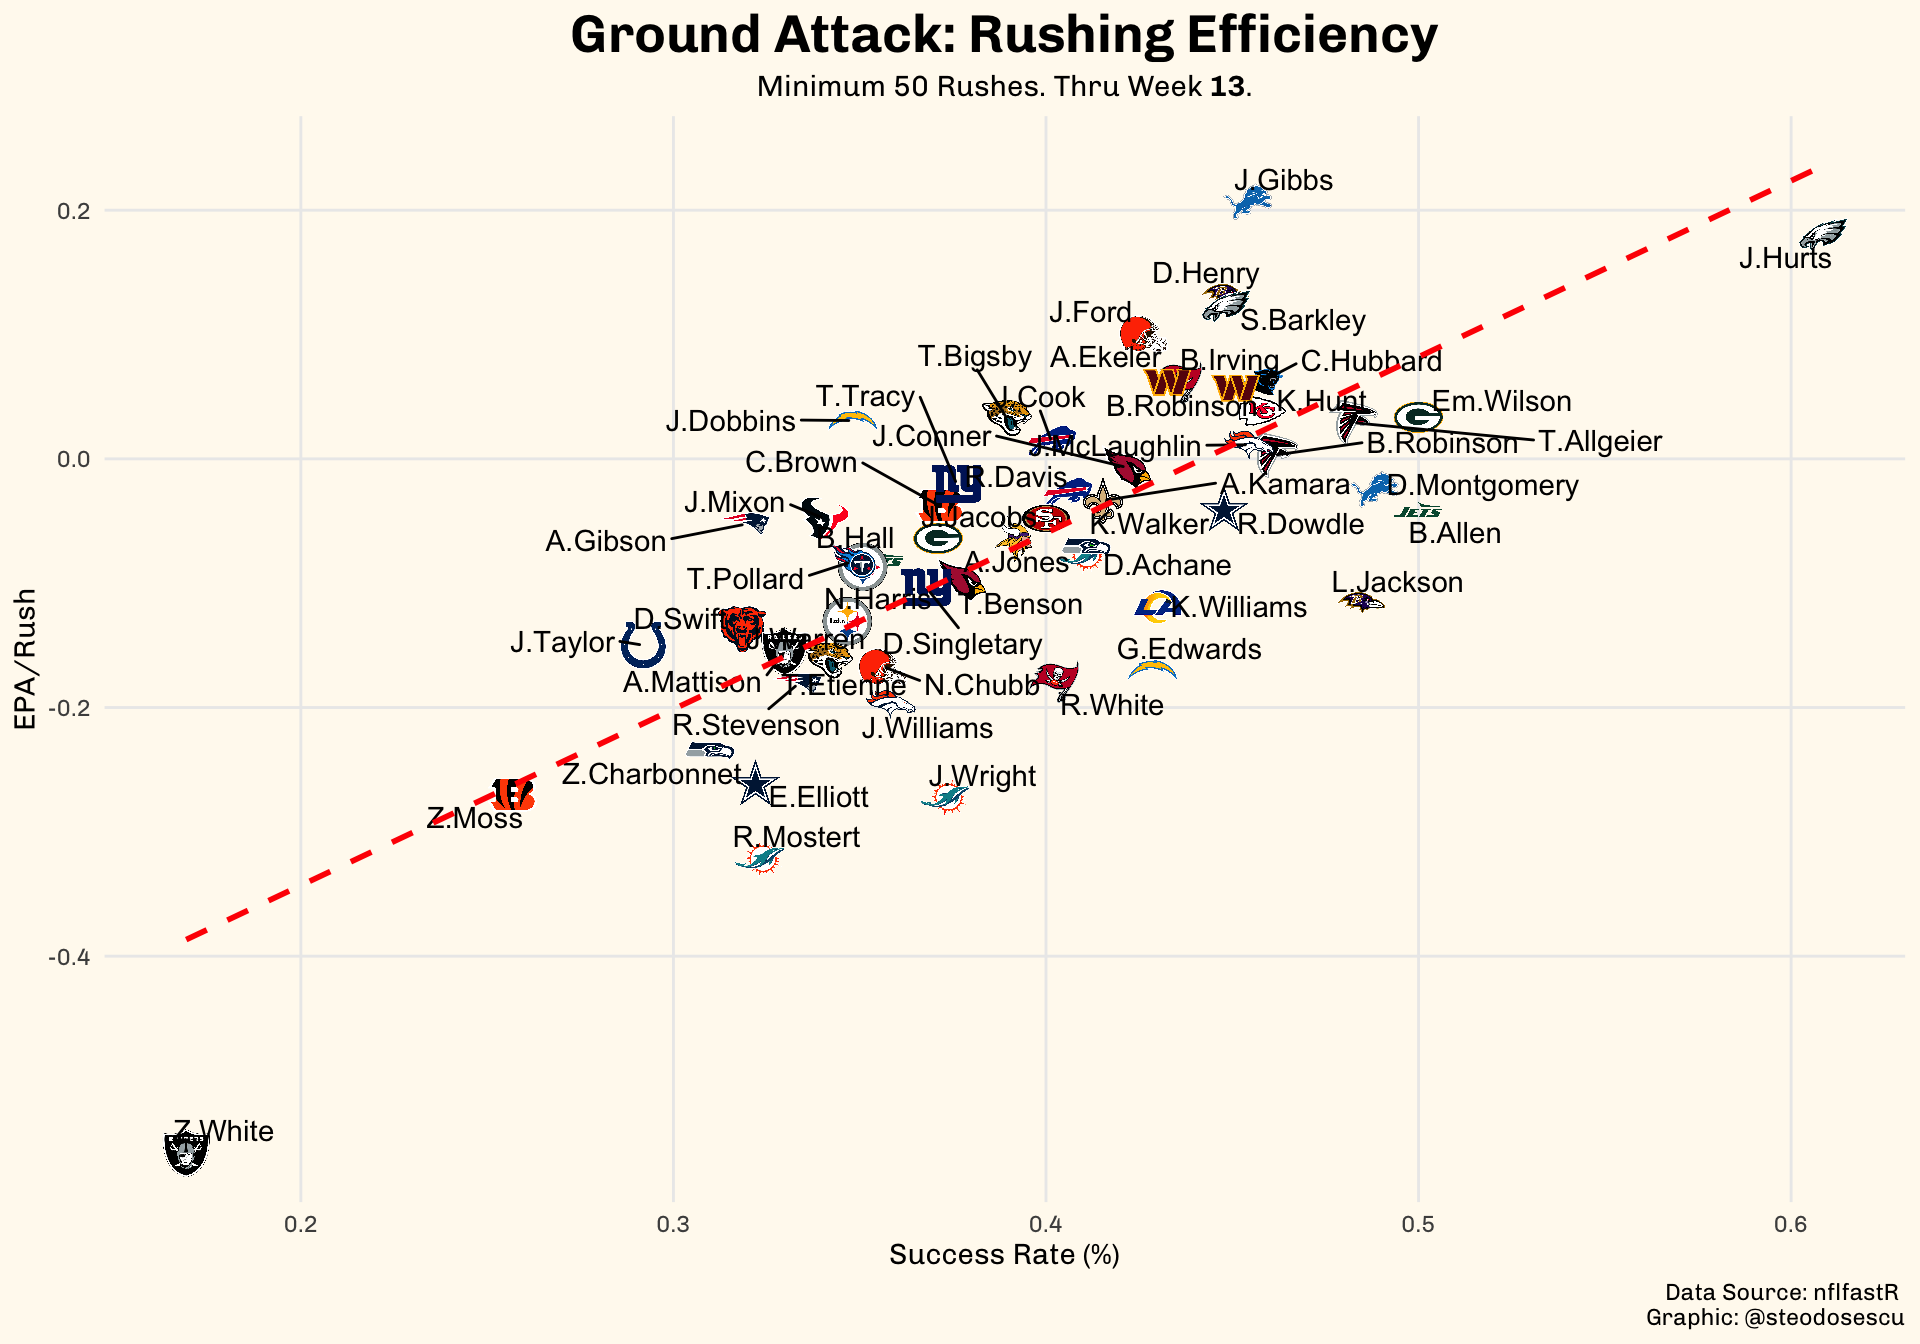 Ground Attack: Rushing Efficiency
Minimum 50 Rushes. Thru Week 13.
J.Gibbs
0.2
J.Hurts
D.Henry
J.Ford
S.Barkley
T.Bigsby
A.Ekeler
B.Irving
C.Hubbard
T.Tracy
J.Cook
B.Robinson
K.Hunt
Em.Wilson
J.Dobbins
J.Conner
J.McLaughlin
B.Robinson
T.Allgeier
0.0
C.Brown
R.Davis
A.Kamara
D.Montgomery
J.Mixon
J.Jacobs
K.Walker
R.Dowdle
B.Allen
JETS
A.Gibson
B.Hall
A.Jones
D.Achane
T.Pollard
L.Jackson
N.Harris
T.Benson
K.Williams
D.Swift
J.Taylor
J.Warren
D.Singletary
G.Edwards
A.Mattison
T.Etienne
N.Chubb
R.White
-0.2
R.Stevenson
J.Williams
Z.Charbonnet
E.Elliott
J.Wright
Z.Moss
R.Mostert
-0.4
Z.White
EPA/Rush
0.2
0.3
0.4
0.5
0.6
Success Rate (%)
Data Source: nflfastR
Graphic: @steodosescu